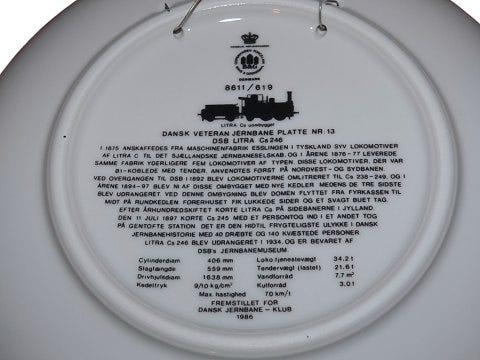 B&G
DENMARK
8611/619
LITRA Cs uombygget
DANSK VETERAN JERNBANE PLATTE NR. 13
DSB LITRA Cs 246
I 1875 ANSKAFFEDES FRA MASCHINENFABRIK ESSLINGEN I TYSKLAND SYV LOKOMOTIVER
AF LITRA C TIL DET SJÆLLANDSKE JERNBANESELSKAB, OG I ÅRENE 1876-77 LEVEREDE
SAMME FABRIK YDERLIGERE FEM LOKOMOTIVER AF TYPEN. DISSE LOKOMOTIVER, DER VAR
Ø1-KOBLEDE MED TENDER, ANVENDTES FØRST PÅ NORDVEST- OG SYDBANEN.
VED OVERGANGEN TIL DSB I 1892 BLEV LOKOMOTIVERNE OMLITRERET TIL Cs 238-249, OG I
ÅRENE 1894-97 BLEV NI AF DISSE OMBYGGET MED NYE KEDLER. MEDENS DE TRE SIDSTE
BLEV UDRANGERET. VED DENNE OMBYGNING BLEV DOMEN FLYTTET FRA FYRKASSEN TIL
MIDT PÅ RUNDKEDLEN. FØRERHUSET FIK LUKKEDE SIDER OG ET SVAGT BUET TAG.
EFTER ÅRHUNDREDSKIFTET KØRTE LITRA Cs PÅ SIDEBANERNE I JYLLAND.
DEN 11 JULI 1897 KØRTE Cs 246 MED ET PERSONTOG IND I ET ANDET TOG
PÅ GENTOFTE STATION. DET ER DEN HIDTIL FRYGTELIGSTE ULYKKE I DANSK
JERNBANEHISTORIE MED 40 DRÆBTE OG 140 KVÆSTEDE PERSONER
LITRA Cs 246 BLEV UDRANGERET I 1934, OG ER BEVARET AF
DSB's JERNBANEMUSEUM.
Cylinderdiam 406 mm Loko.tjenestevægt 34.2 t
Slaglængde 559 mm Tendervægt (lastet) 21.6 t
Drivhjulsdiam 1638 mm Vandforråd 7.7 m³
Kedeltryk 9/10 kg/cm² Kulforråd 3.0 t
Max. hastighed 70 km/t
FREMSTILLET FOR
DANSK JERNBANE - KLUB
1986